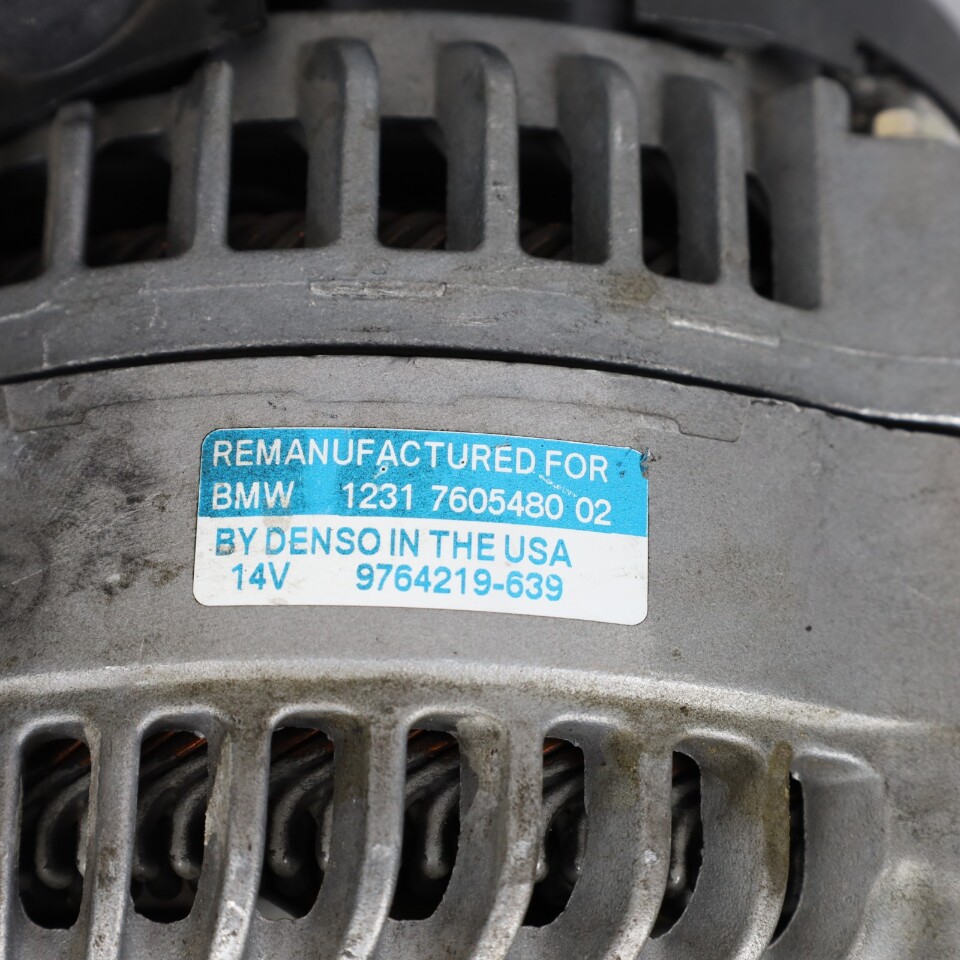 REMANUFACTURED FOR
BMW 1231 7605480 02
BY DENSO IN THE USA
14V 9764219-639